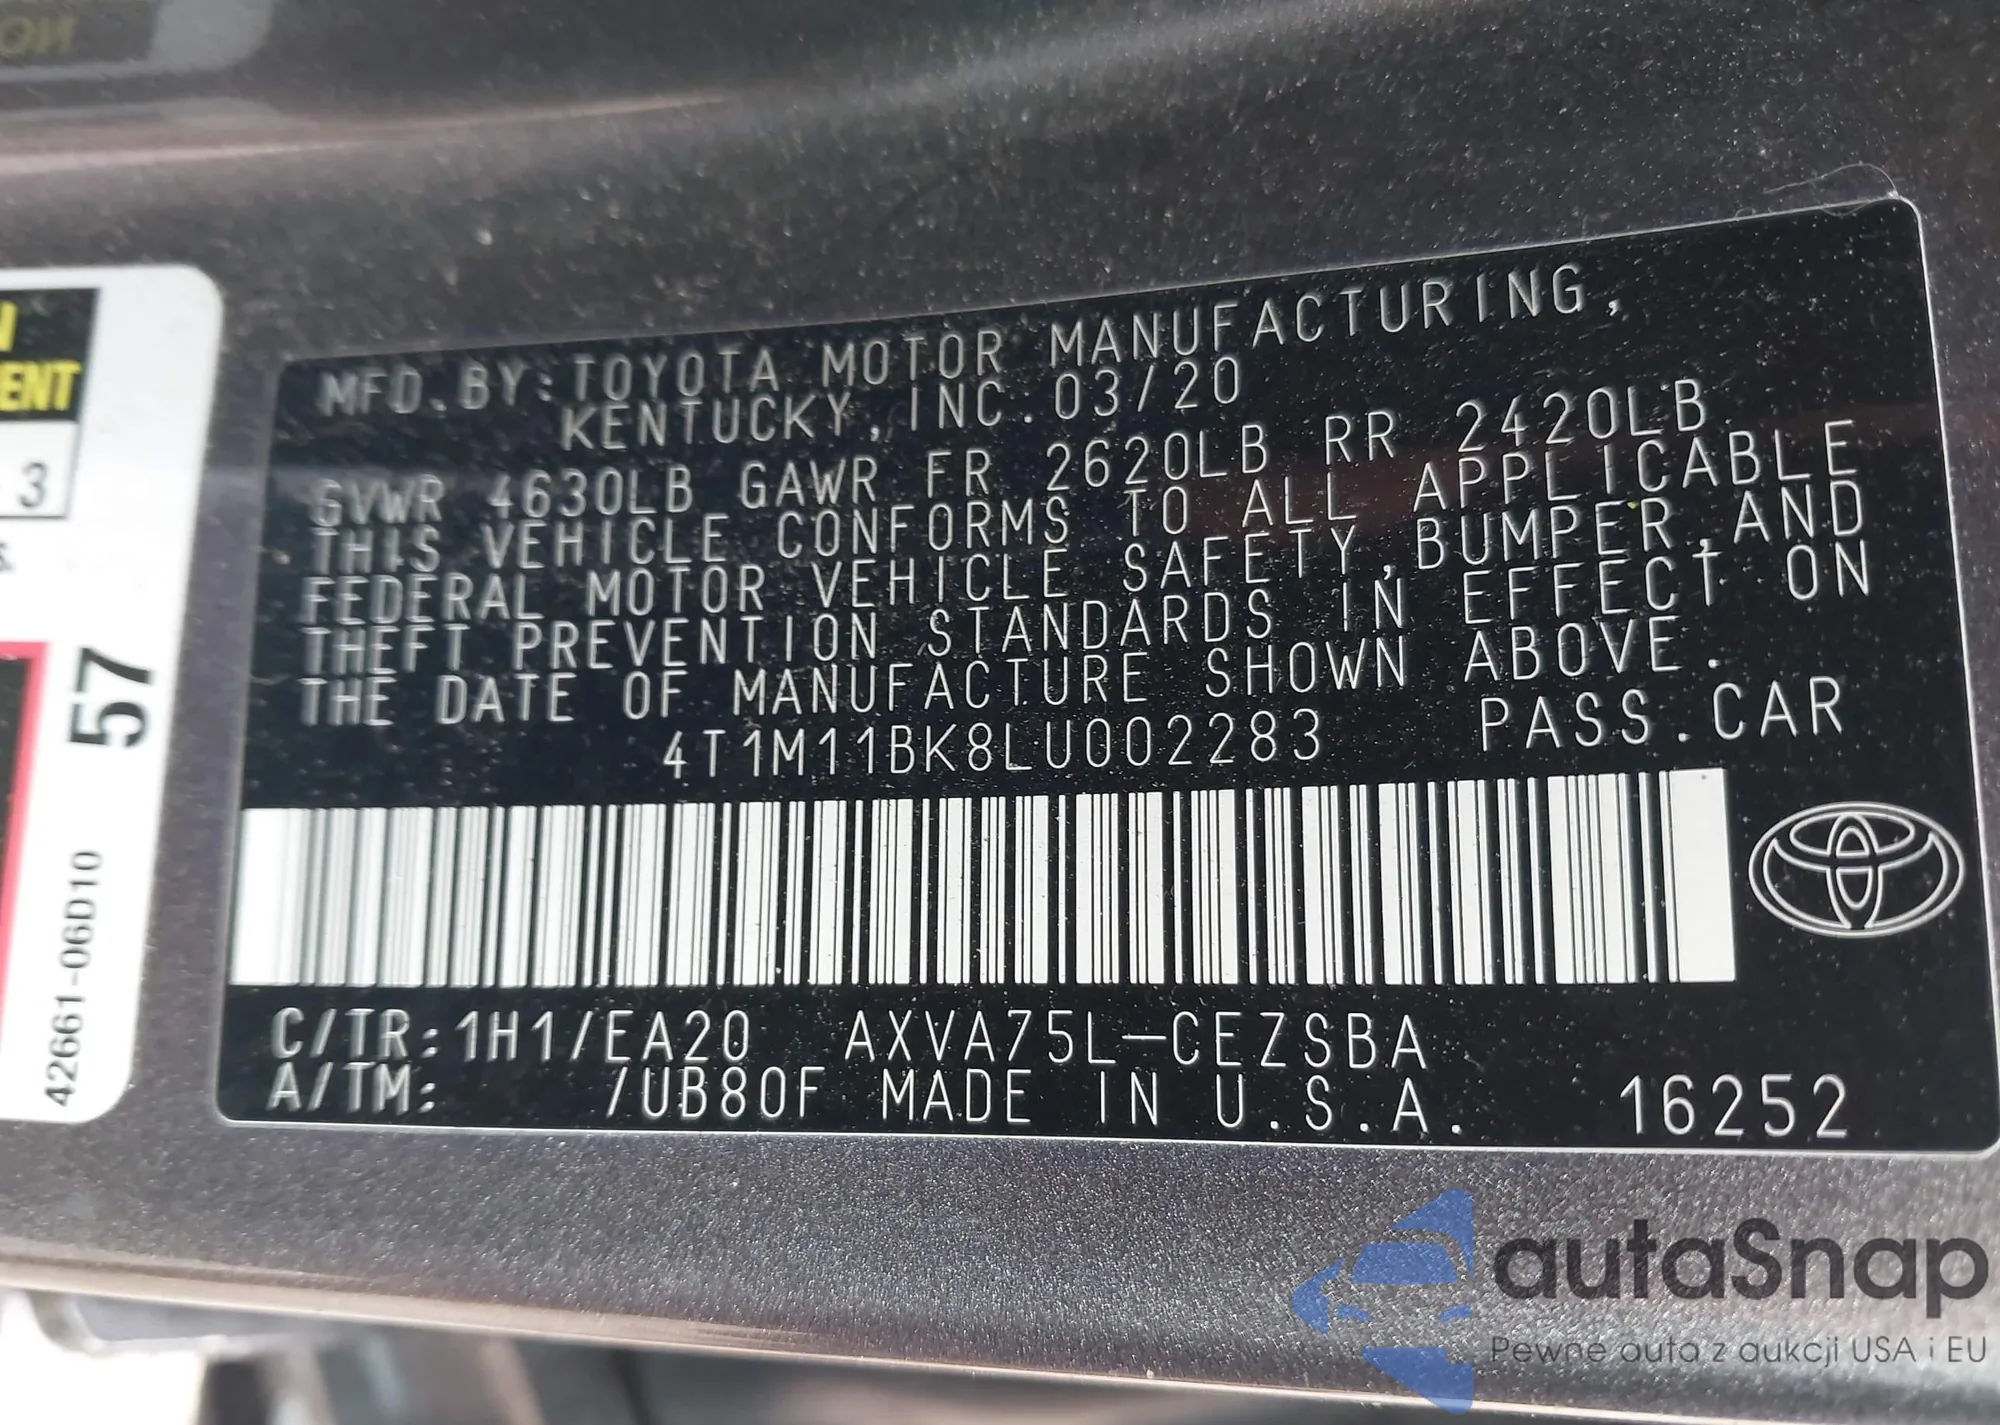 MENT
3
57
42661-06D10
MFD.BY:TOYOTA MOTOR MANUFACTURING,
KENTUCKY, INC.03/20
GVWR 4630LB GAWR FR 2620LB RR 2420LB
THIS VEHICLE CONFORMS TO ALL APPLICABLE
FEDERAL MOTOR VEHICLE SAFETY,BUMPER,AND
THEFT PREVENTION STANDARDS IN EFFECT ON
THE DATE OF MANUFACTURE SHOWN ABOVE.
4T1M11BK8LU002283 PASS.CAR
C/TR:1H1/EA20 AXVA75L-CEZSBA
A/TM: /UB80F MADE IN U.S.A. 16252
autaSnap
Pewne auta z aukcji USA i EU